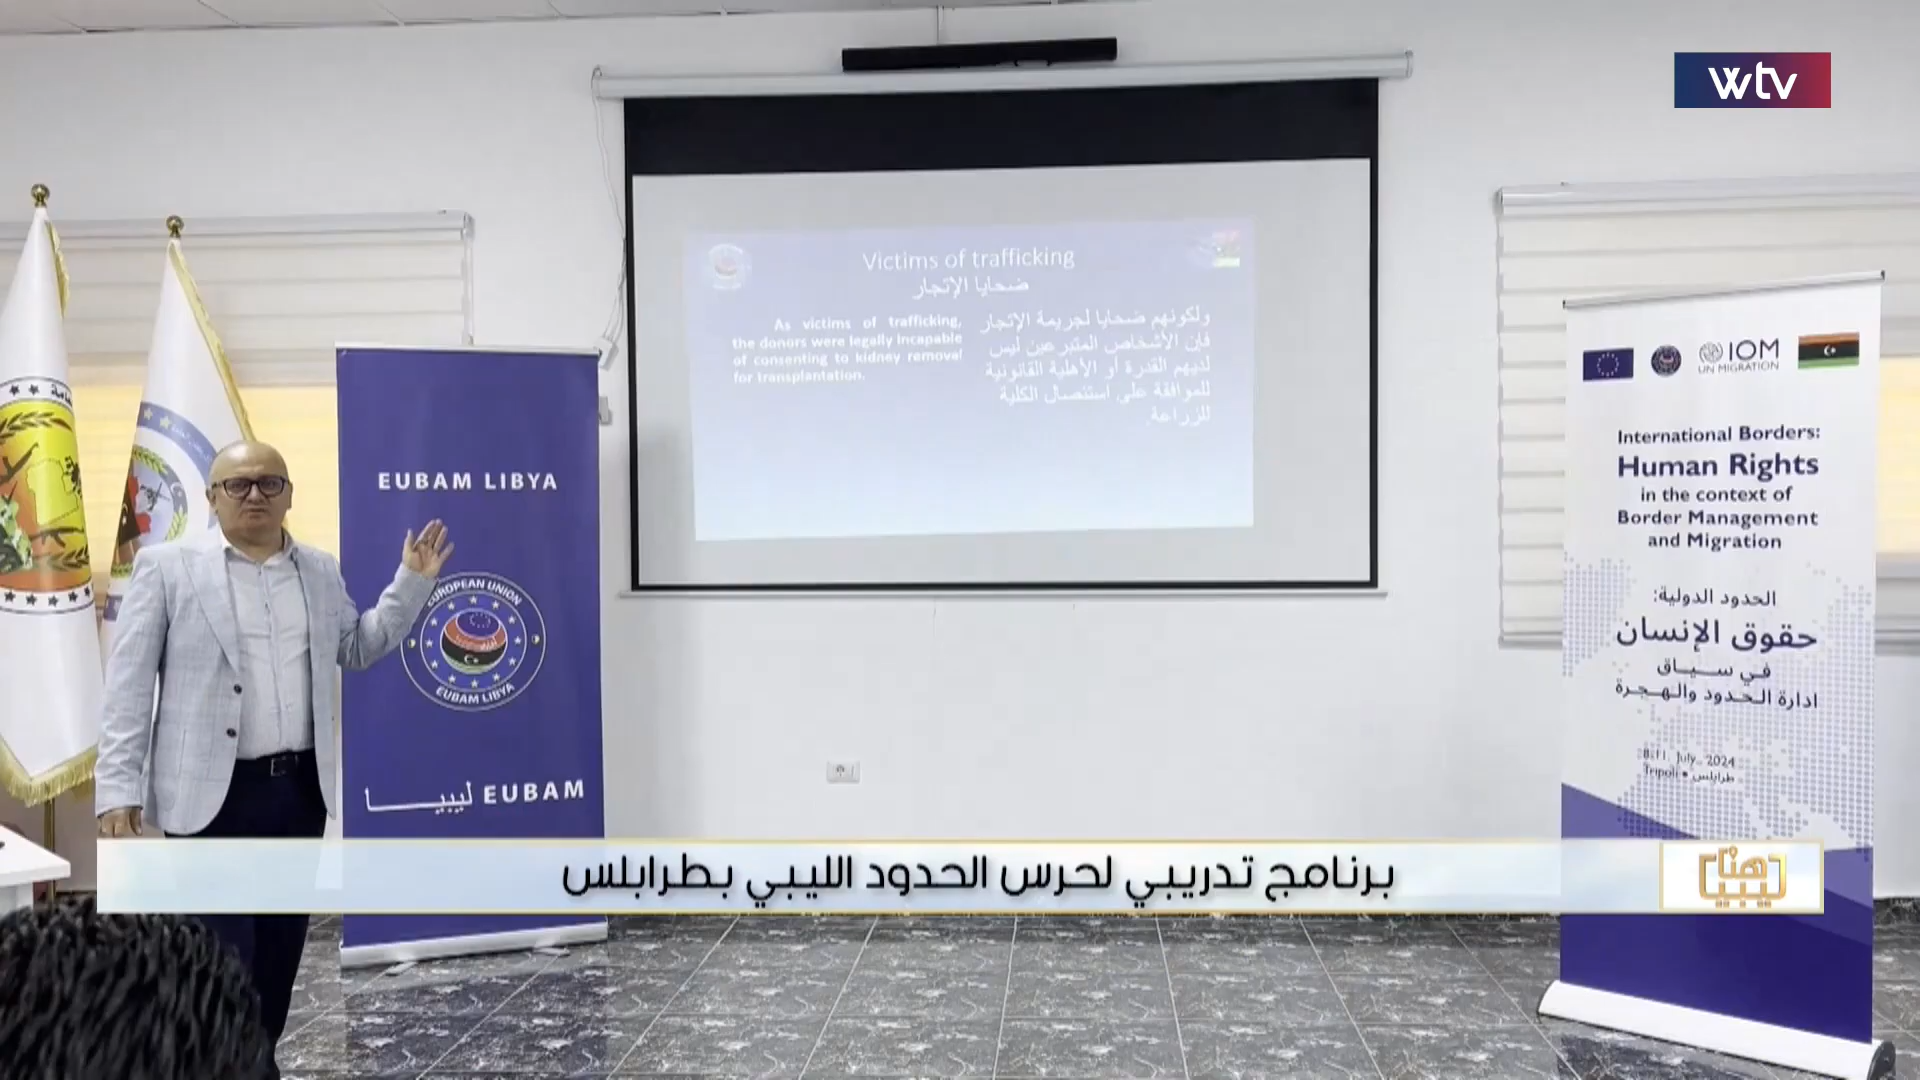 wtv
Victims of trafficking
ضحايا الإتجار
As victims of trafficking,
the donors were legally incapable
of consenting to kidney removal
for transplantation.
ولكونهم ضحايا لجريمة الإتجار
فإن الأشخاص المتبرعين ليس
لديهم القدرة أو الأهلية القانونية
للموافقة على استئصال الكلية
للزراعة.
EUBAM LIBYA
EUROPEAN UNION
EUBAM LIBYA
EUBAM ليبيا
IOM
UN MIGRATION
International Borders:
Human Rights
in the context of
Border Management
and Migration
الحدود الدولية:
حقوق الإنسان
في سياق
ادارة الحدود والهجرة
8-11 July 2024
Tripoli • طرابلس
برنامج تدريبي لحرس الحدود الليبي بطرابلس
هنا
ليبيا